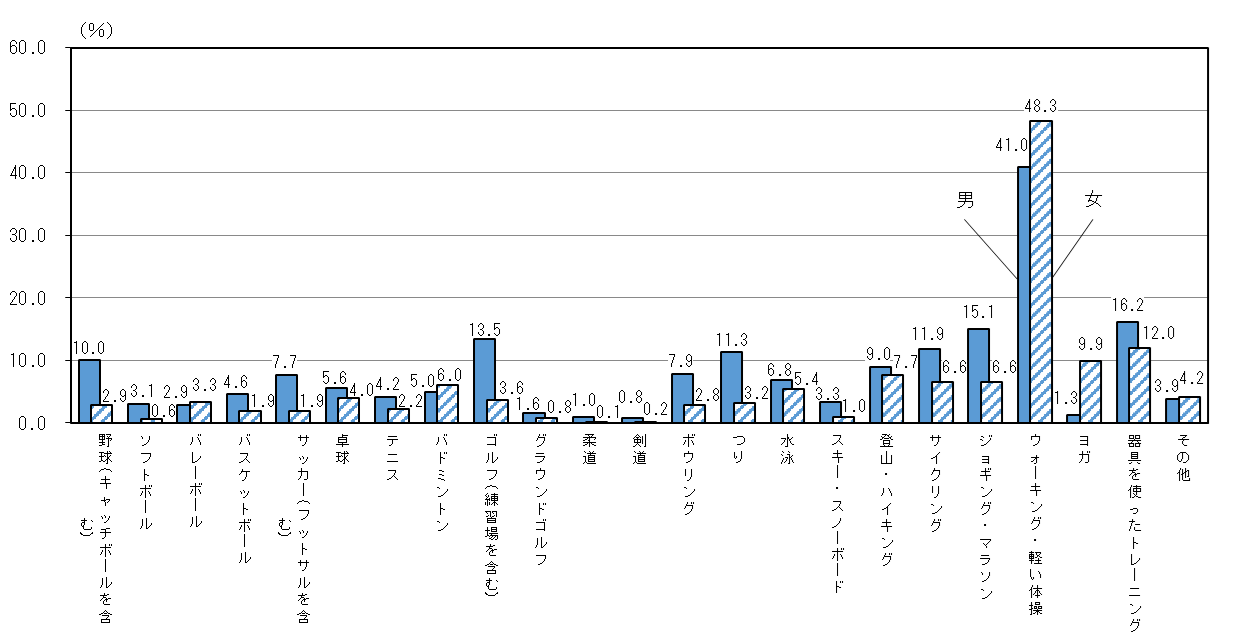 (%)
60.0
50.0
40.0
30.0
20.0
10.0
0.0
10.0
2.9
3.1
0.6
2.9
3.3
4.6
1.9
7.7
1.9
5.6
4.0
4.2
2.2
5.0
6.0
13.5
3.6
1.6
0.8
1.0
0.1
0.8
0.2
7.9
2.8
11.3
3.2
6.8
5.4
3.3
1.0
9.0
7.7
11.9
6.6
15.1
6.6
41.0
48.3
1.3
9.9
16.2
12.0
3.9
4.2
男
女
野球(キャッチボールを含
む)
ソフトボール
バレーボール
バスケットボール
サッカー(フットサルを含
む)
卓球
テニス
バドミントン
ゴルフ(練習場を含む)
グラウンドゴルフ
柔道
剣道
ボウリング
つり
水泳
スキー・スノーボード
登山・ハイキング
サイクリング
ジョギング・マラソン
ウォーキング・軽い体操
ヨガ
器具を使ったトレーニング
その他